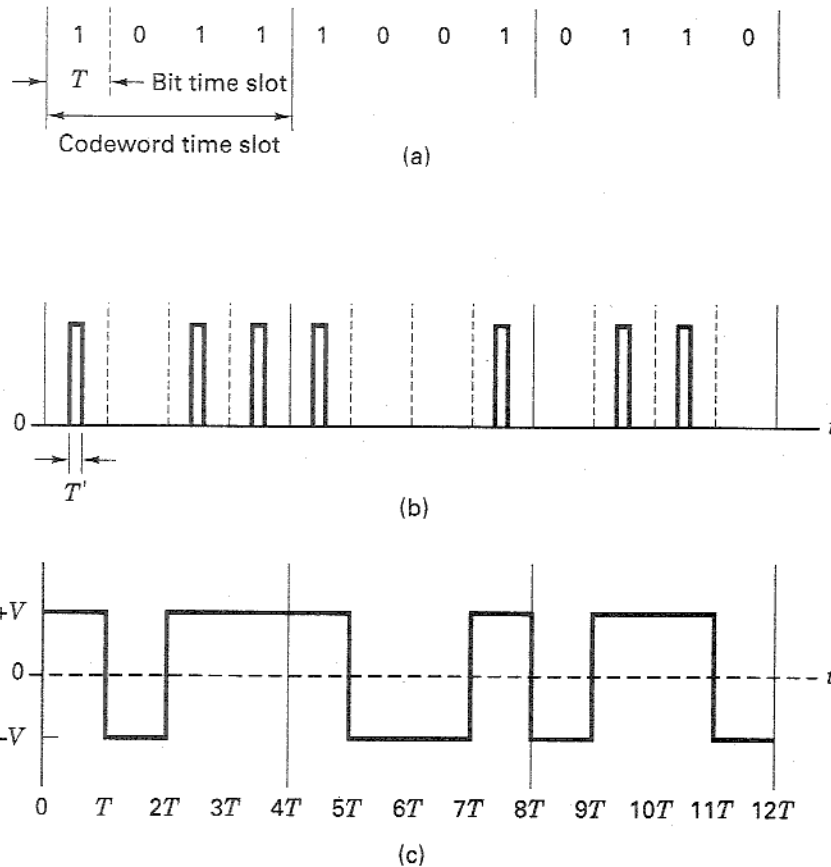 1 0 1 1 1 0 0 1 0 1 1 0
T Bit time slot
Codeword time slot
(a)
0 t
T'
(b)
+V
0 t
-V
0 T 2T 3T 4T 5T 6T 7T 8T 9T 10T 11T 12T
(c)